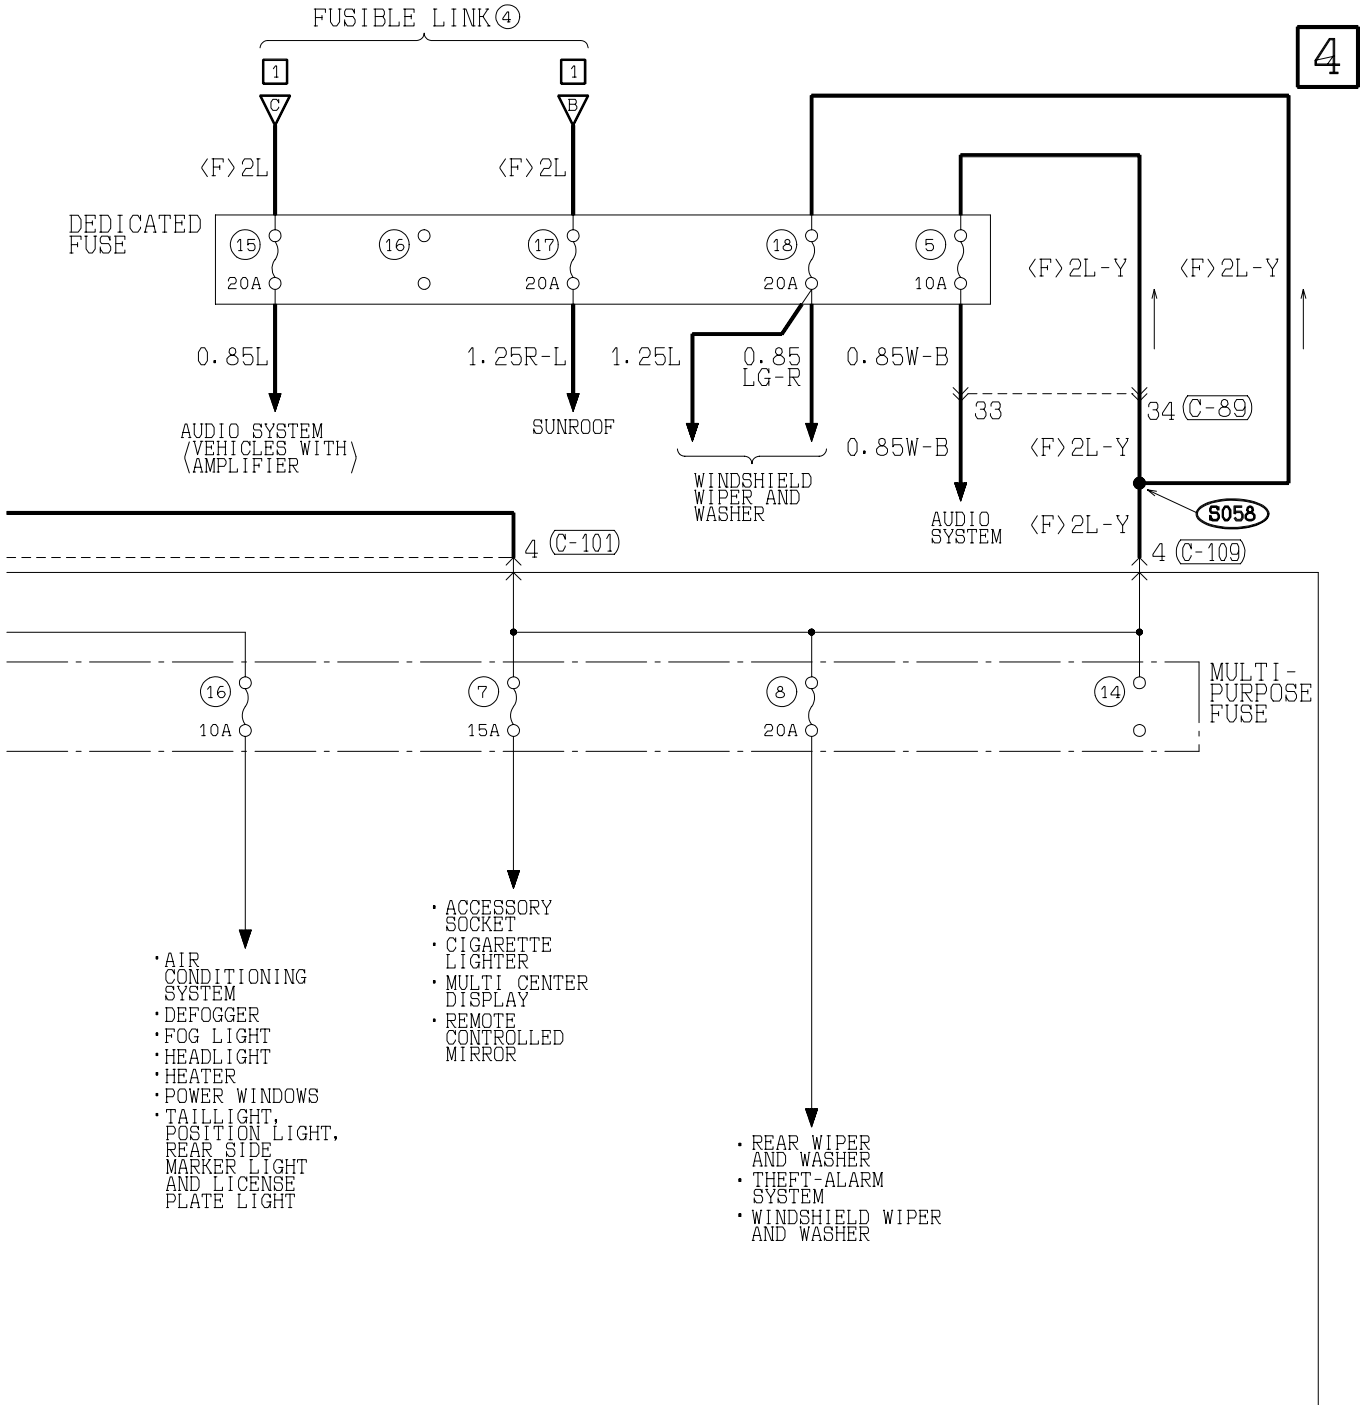 FUSIBLE LINK ④
4
1
1
C
B
〈F〉2L
〈F〉2L
DEDICATED
FUSE
15
16
17
18
5
20A
20A
20A
10A
〈F〉2L-Y
〈F〉2L-Y
0.85L
1.25R-L
1.25L
0.85
LG-R
0.85W-B
33
34
(C-89)
AUDIO SYSTEM
〈VEHICLES WITH
AMPLIFIER〉
SUNROOF
0.85W-B
〈F〉2L-Y
WINDSHIELD
WIPER AND
WASHER
AUDIO
SYSTEM
〈F〉2L-Y
S058
4
(C-101)
4
(C-109)
MULTI-
PURPOSE
FUSE
16
7
8
14
10A
15A
20A
・ACCESSORY
SOCKET
・CIGARETTE
LIGHTER
・MULTI CENTER
DISPLAY
・REMOTE
CONTROLLED
MIRROR
・AIR
CONDITIONING
SYSTEM
・DEFOGGER
・FOG LIGHT
・HEADLIGHT
・HEATER
・POWER WINDOWS
・TAILLIGHT,
POSITION LIGHT,
REAR SIDE
MARKER LIGHT
AND LICENSE
PLATE LIGHT
・REAR WIPER
AND WASHER
・THEFT-ALARM
SYSTEM
・WINDSHIELD WIPER
AND WASHER